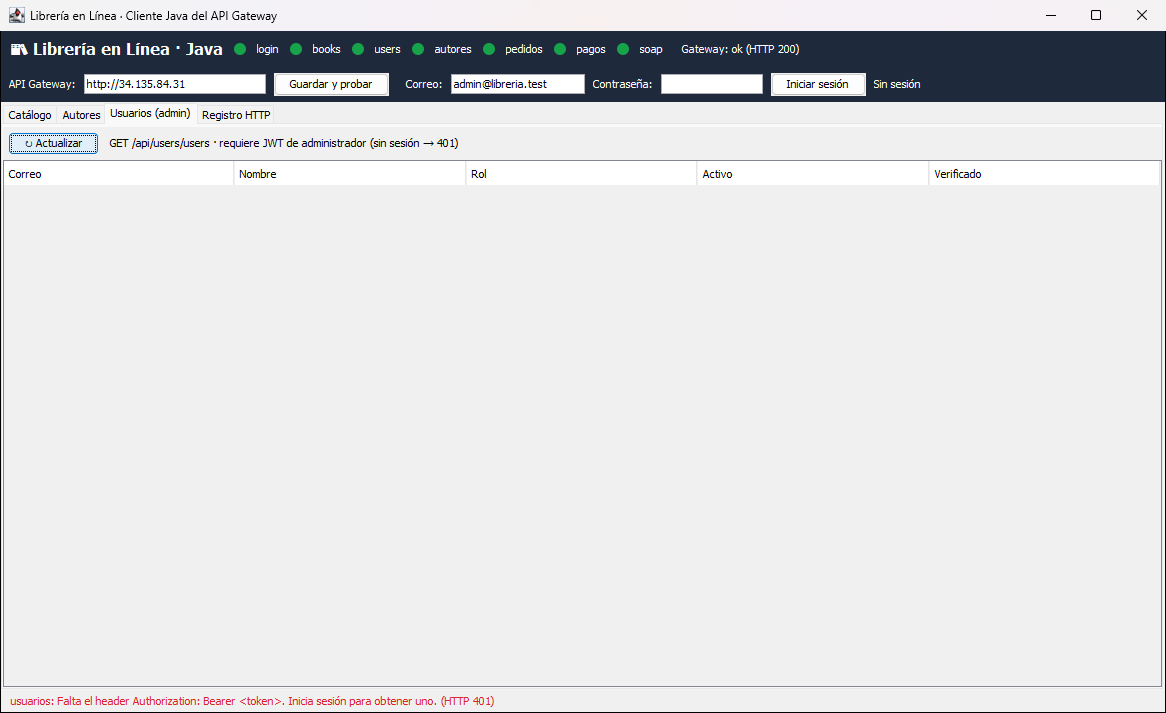 Librería en Línea · Cliente Java del API Gateway
Librería en Línea · Java login books users autores pedidos pagos soap Gateway: ok (HTTP 200)
API Gateway: http://34.135.84.31 Guardar y probar Correo: admin@libreria.test Contraseña: Iniciar sesión Sin sesión
Catálogo Autores Usuarios (admin) Registro HTTP
↻ Actualizar GET /api/users/users · requiere JWT de administrador (sin sesión → 401)
Correo Nombre Rol Activo Verificado
usuarios: Falta el header Authorization: Bearer <token>. Inicia sesión para obtener uno. (HTTP 401)